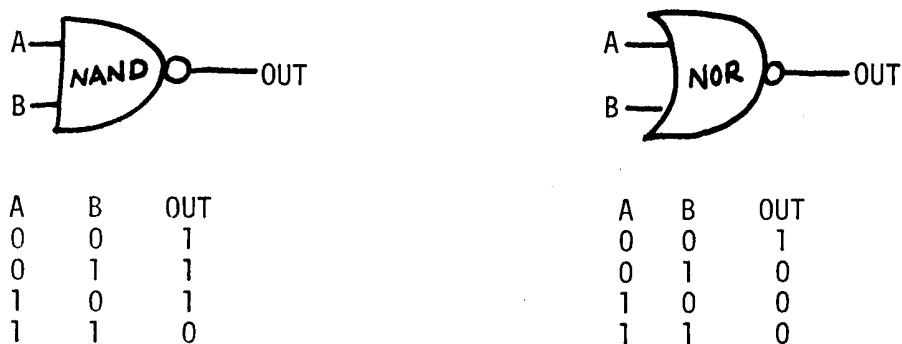 A
NAND
OUT
B
A
NOR
OUT
B
A B OUT
0 0 1
0 1 1
1 0 1
1 1 0
A B OUT
0 0 1
0 1 0
1 0 0
1 1 0